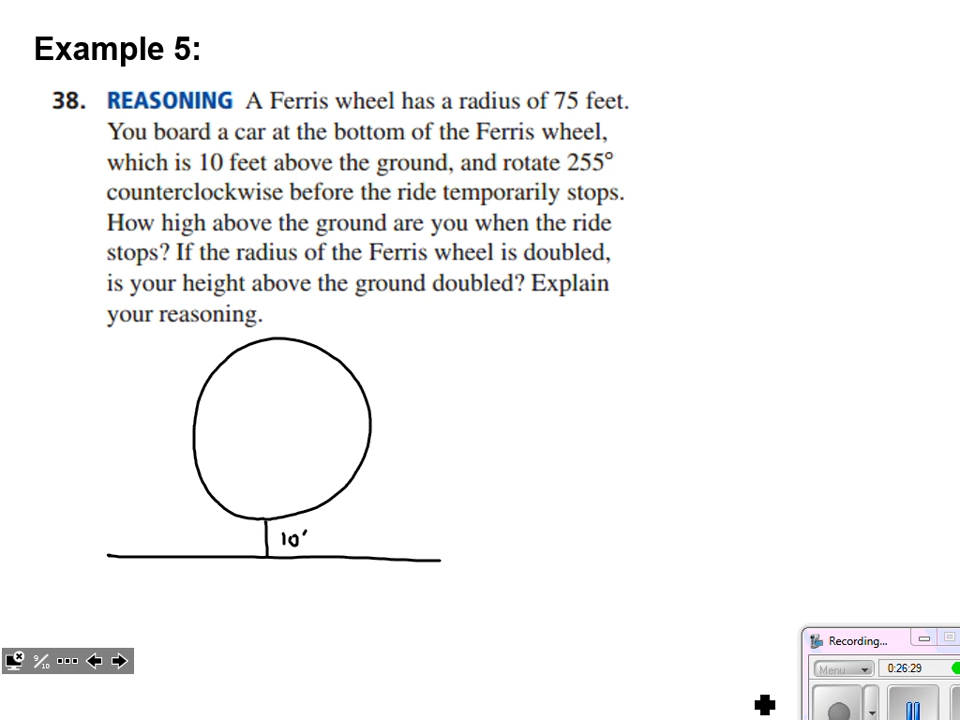 Example 5:
38. REASONING A Ferris wheel has a radius of 75 feet.
You board a car at the bottom of the Ferris wheel,
which is 10 feet above the ground, and rotate 255°
counterclockwise before the ride temporarily stops.
How high above the ground are you when the ride
stops? If the radius of the Ferris wheel is doubled,
is your height above the ground doubled? Explain
your reasoning.
10'
9/10
Recording...
Menu
0:26:29